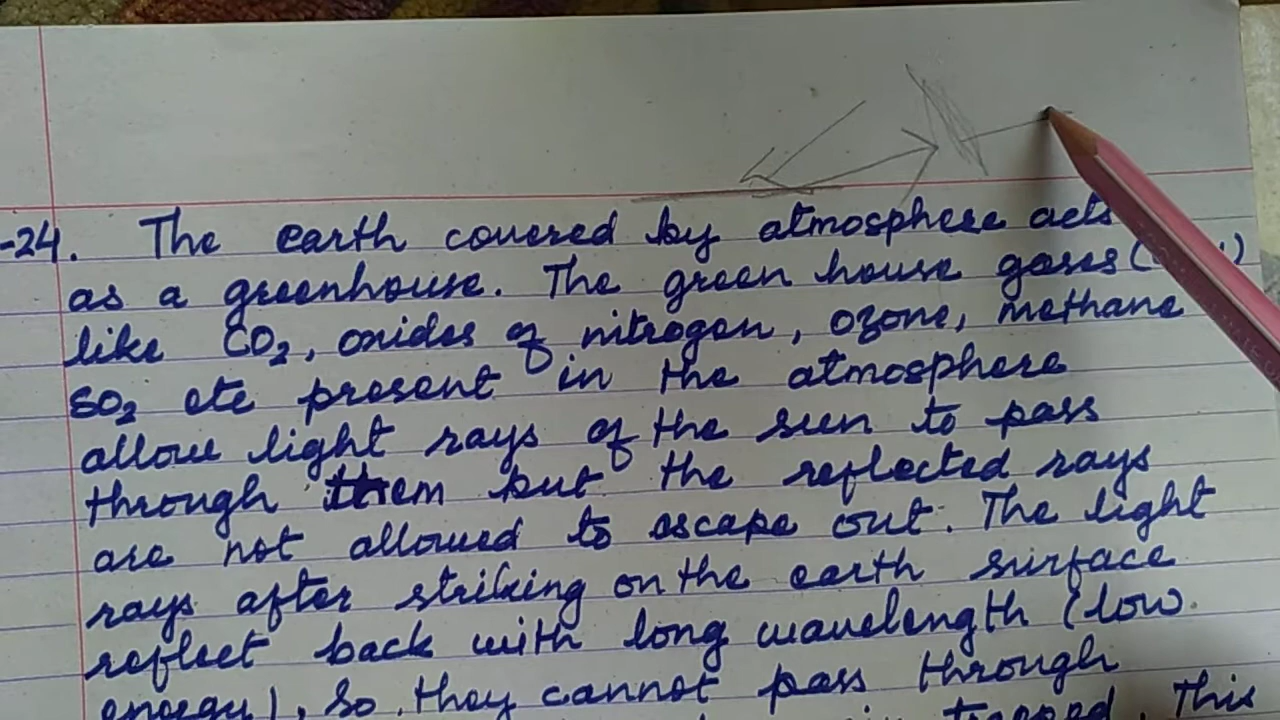 -24. The earth covered by atmosphere acts
as a greenhouse. The green house gases (
like CO2, oxides of nitrogen, ozone, methane
SO2 etc present in the atmosphere
allow light rays of the sun to pass
through them but the reflected rays
are not allowed to escape out. The light
rays after striking on the earth surface
reflect back with long wavelength (low
energy), so, they cannot pass through
trapped. This